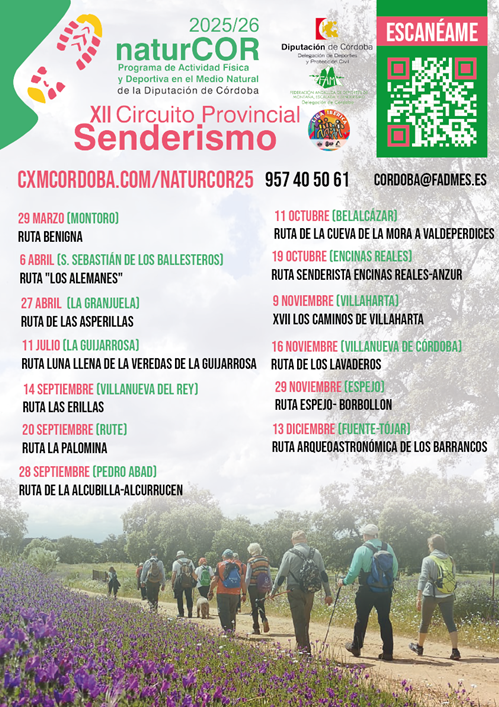 2025/26
naturCOR
Programa de Actividad Física
y Deportiva en el Medio Natural
de la Diputación de Córdoba
Diputación de Córdoba
Delegación de Deportes
y Protección Civil
FAM
ESCANÉAME
XII Circuito Provincial
Senderismo
CXMCORDOBA.COM/NATURCOR25 957 40 50 61 CORDOBA@FADMES.ES
29 MARZO (MONTORO)
RUTA BENIGNA
6 ABRIL (S. SEBASTIÁN DE LOS BALLESTEROS)
RUTA "LOS ALEMANES"
27 ABRIL (LA GRANJUELA)
RUTA DE LAS ASPERILLAS
11 JULIO (LA GUIJARROSA)
RUTA LUNA LLENA DE LA VEREDAS DE LA GUIJARROSA
14 SEPTIEMBRE (VILLANUEVA DEL REY)
RUTA LAS ERILLAS
20 SEPTIEMBRE (RUTE)
RUTA LA PALOMINA
28 SEPTIEMBRE (PEDRO ABAD)
RUTA DE LA ALCUBILLA-ALCURRUCEN
11 OCTUBRE (BELALCÁZAR)
RUTA DE LA CUEVA DE LA MORA A VALDEPERDICES
19 OCTUBRE (ENCINAS REALES)
RUTA SENDERISTA ENCINAS REALES-ANZUR
9 NOVIEMBRE (VILLAHARTA)
XVII LOS CAMINOS DE VILLAHARTA
16 NOVIEMBRE (VILLANUEVA DE CÓRDOBA)
RUTA DE LOS LAVADEROS
29 NOVIEMBRE (ESPEJO)
RUTA ESPEJO- BORBOLLON
13 DICIEMBRE (FUENTE-TÓJAR)
RUTA ARQUEOASTRONÓMICA DE LOS BARRANCOS